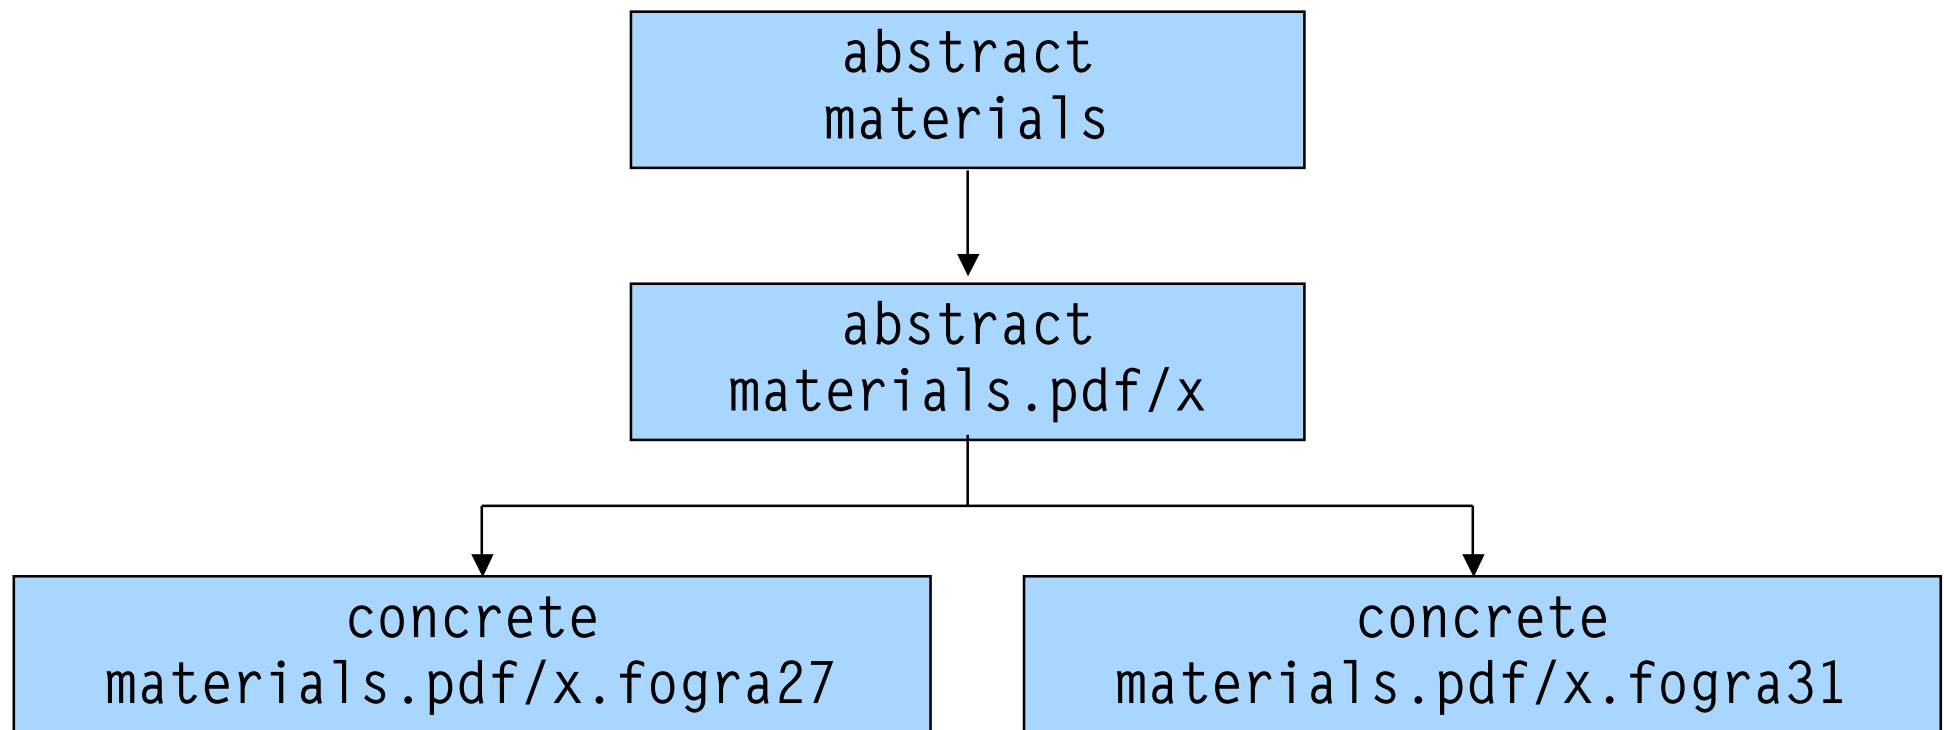 abstract
materials
abstract
materials.pdf/x
concrete
materials.pdf/x.fogra27
concrete
materials.pdf/x.fogra31